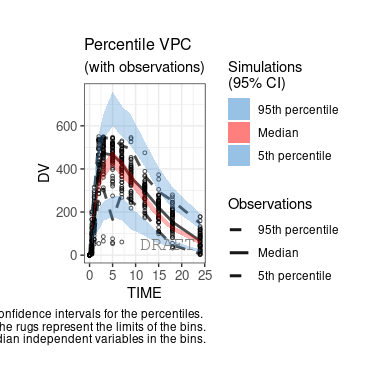 Percentile VPC
(with observations)
Simulations
(95% CI)
95th percentile
Median
5th percentile
Observations
95th percentile
Median
5th percentile
DV
600
400
200
0
DRAFT
0
5
10
15
20
25
TIME
onfidence intervals for the percentiles.
he rugs represent the limits of the bins.
dian independent variables in the bins.